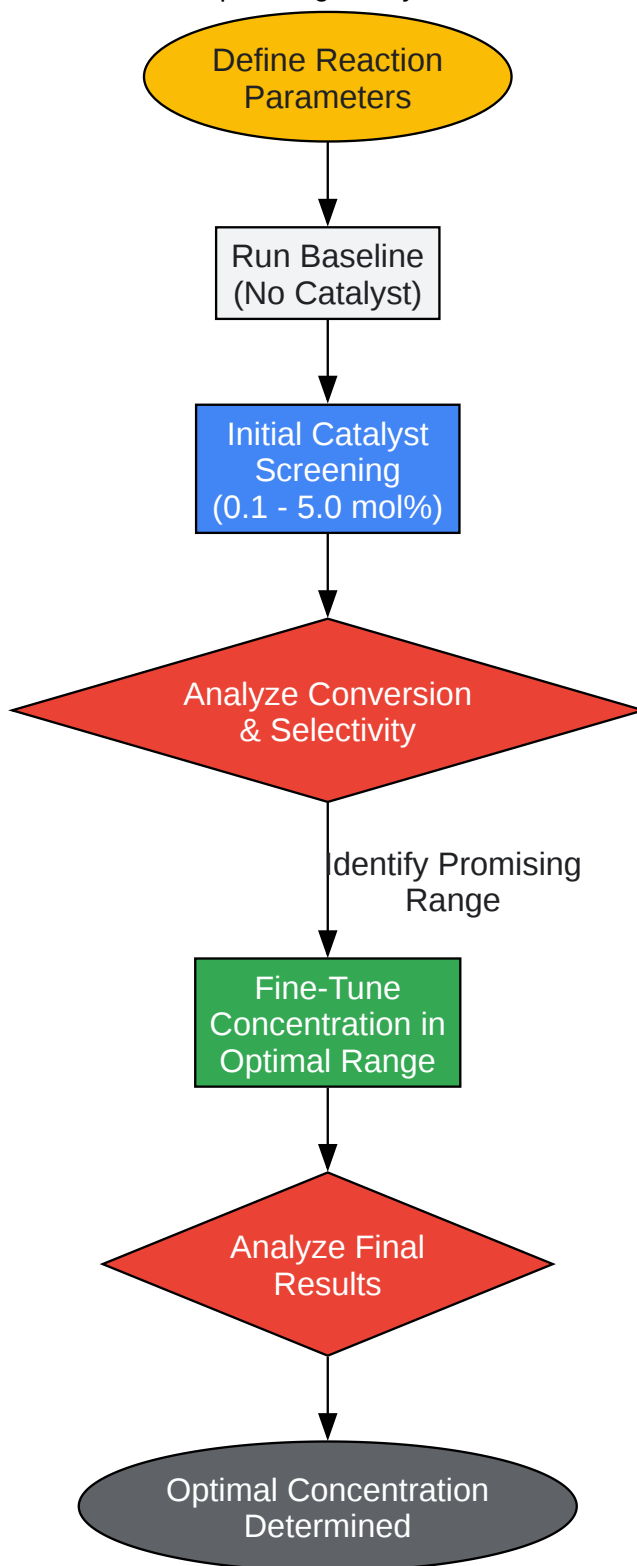 Define Reaction
Parameters
Run Baseline
(No Catalyst)
Initial Catalyst
Screening
(0.1 - 5.0 mol%)
Analyze Conversion
& Selectivity
Identify Promising
Range
Fine-Tune
Concentration in
Optimal Range
Analyze Final
Results
Optimal Concentration
Determined